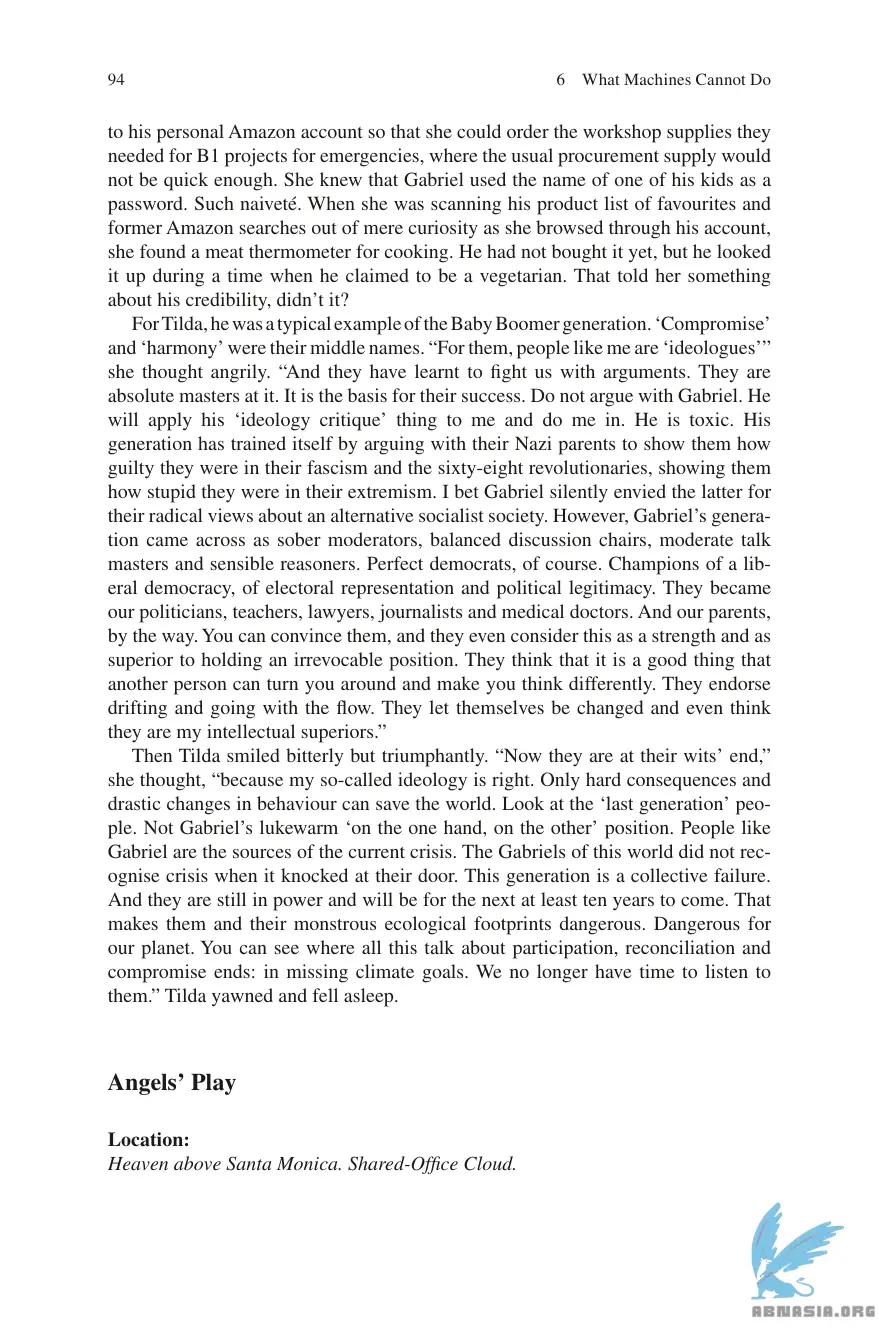 94 6 What Machines Cannot Do
to his personal Amazon account so that she could order the workshop supplies they
needed for B1 projects for emergencies, where the usual procurement supply would
not be quick enough. She knew that Gabriel used the name of one of his kids as a
password. Such naiveté. When she was scanning his product list of favourites and
former Amazon searches out of mere curiosity as she browsed through his account,
she found a meat thermometer for cooking. He had not bought it yet, but he looked
it up during a time when he claimed to be a vegetarian. That told her something
about his credibility, didn’t it?
For Tilda, he was a typical example of the Baby Boomer generation. ‘Compromise’
and ‘harmony’ were their middle names. “For them, people like me are ‘ideologues’”
she thought angrily. “And they have learnt to fight us with arguments. They are
absolute masters at it. It is the basis for their success. Do not argue with Gabriel. He
will apply his ‘ideology critique’ thing to me and do me in. He is toxic. His
generation has trained itself by arguing with their Nazi parents to show them how
guilty they were in their fascism and the sixty-eight revolutionaries, showing them
how stupid they were in their extremism. I bet Gabriel silently envied the latter for
their radical views about an alternative socialist society. However, Gabriel’s genera-
tion came across as sober moderators, balanced discussion chairs, moderate talk
masters and sensible reasoners. Perfect democrats, of course. Champions of a lib-
eral democracy, of electoral representation and political legitimacy. They became
our politicians, teachers, lawyers, journalists and medical doctors. And our parents,
by the way. You can convince them, and they even consider this as a strength and as
superior to holding an irrevocable position. They think that it is a good thing that
another person can turn you around and make you think differently. They endorse
drifting and going with the flow. They let themselves be changed and even think
they are my intellectual superiors.”
Then Tilda smiled bitterly but triumphantly. “Now they are at their wits’ end,”
she thought, “because my so-called ideology is right. Only hard consequences and
drastic changes in behaviour can save the world. Look at the ‘last generation’ peo-
ple. Not Gabriel’s lukewarm ‘on the one hand, on the other’ position. People like
Gabriel are the sources of the current crisis. The Gabriels of this world did not rec-
ognise crisis when it knocked at their door. This generation is a collective failure.
And they are still in power and will be for the next at least ten years to come. That
makes them and their monstrous ecological footprints dangerous. Dangerous for
our planet. You can see where all this talk about participation, reconciliation and
compromise ends: in missing climate goals. We no longer have time to listen to
them.” Tilda yawned and fell asleep.
Angels’ Play
Location:
Heaven above Santa Monica. Shared-Office Cloud.
ABNASIA.ORG